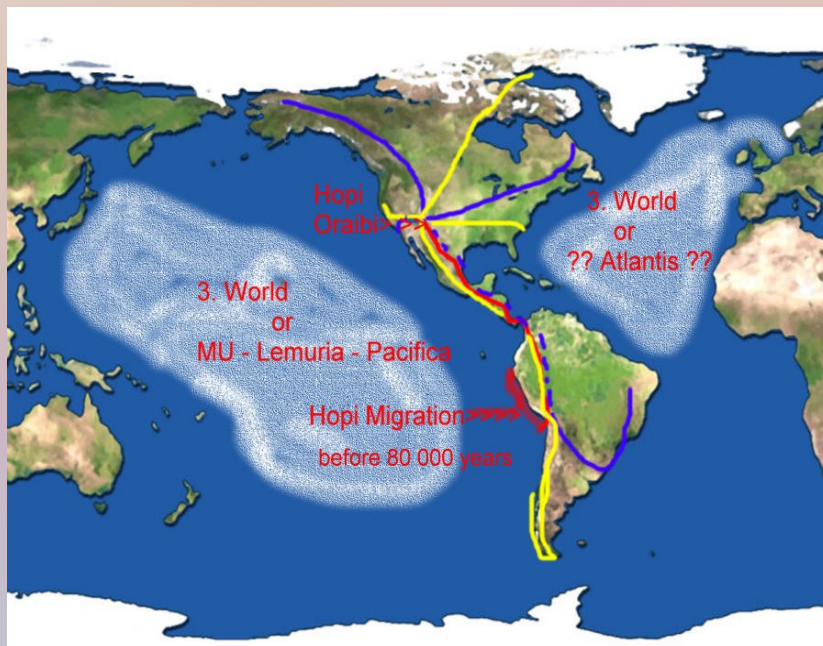 Hopi
Oraibi>>>
3. World
or
?? Atlantis ??
3. World
or
MU - Lemuria - Pacifica
Hopi Migration>>>>>
before 80 000 years